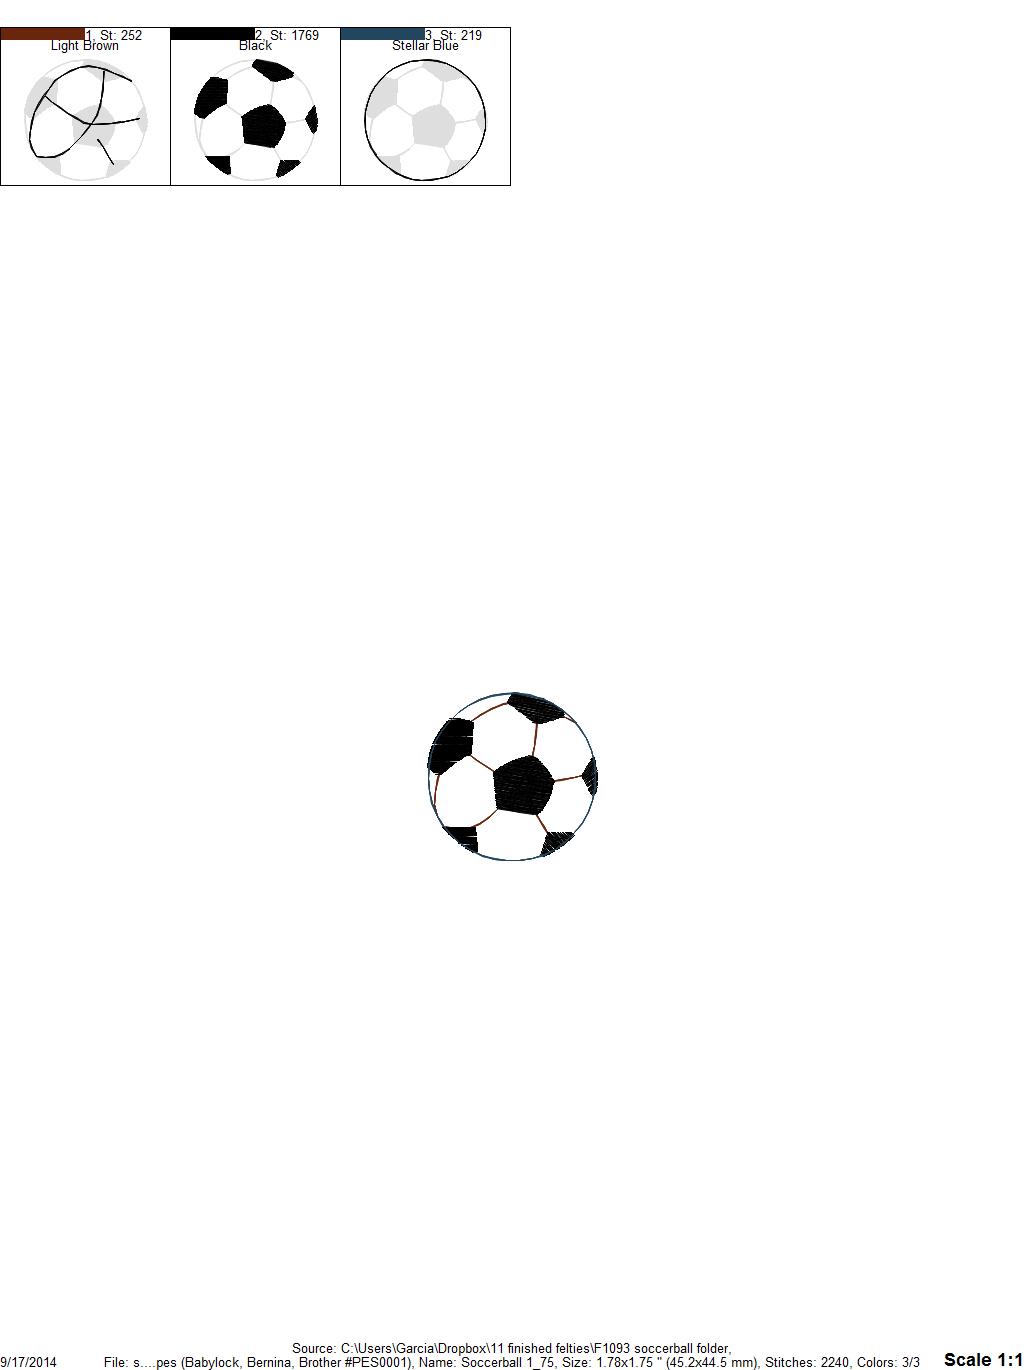 1, St: 252
Light Brown
2, St: 1769
Black
3, St: 219
Stellar Blue
Source: C:\Users\Garcia\Dropbox\11 finished felties\F1093 soccerball folder,
9/17/2014 File: s....pes (Babylock, Bernina, Brother #PES0001), Name: Soccerball 1_75, Size: 1.78x1.75 " (45.2x44.5 mm), Stitches: 2240, Colors: 3/3 Scale 1:1